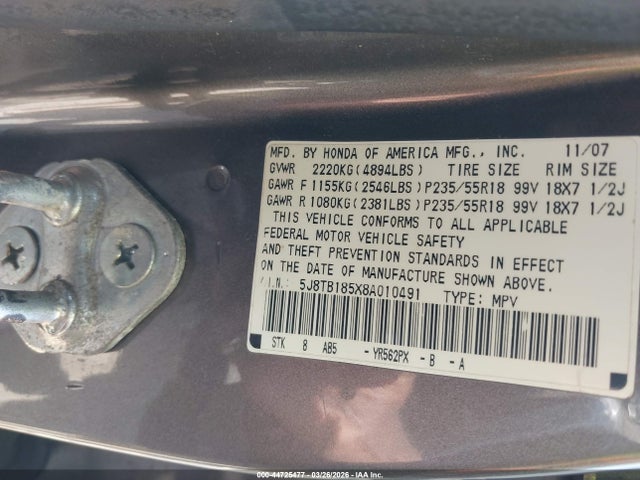 MFD. BY HONDA OF AMERICA MFG., INC. 11/07
GVWR 2220KG(4894LBS) TIRE SIZE RIM SIZE
GAWR F 1155KG(2546LBS) P235/55R18 99V 18X7 1/2J
GAWR R 1080KG(2381LBS) P235/55R18 99V 18X7 1/2J
THIS VEHICLE CONFORMS TO ALL APPLICABLE
FEDERAL MOTOR VEHICLE SAFETY
AND THEFT PREVENTION STANDARDS IN EFFECT
ON THE DATE OF MANUFACTURE SHOWN ABOVE.
V.I.N.: 5J8TB185X8A010491 TYPE: MPV
STK 8 AB5 -YR562PX -B -A
000-44725477 - 03/26/2026 - IAA Inc.